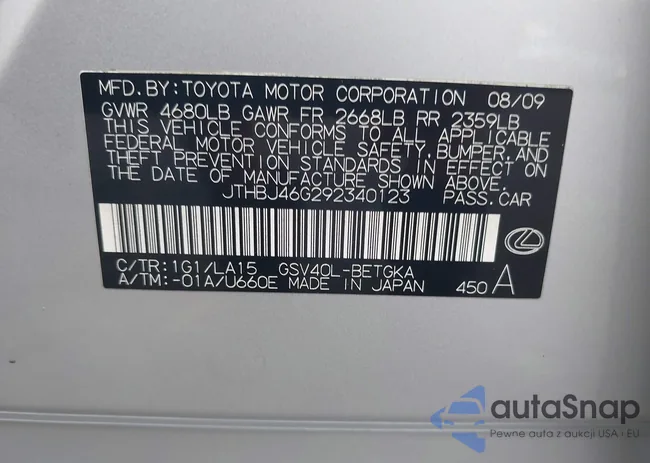 MFD. BY: TOYOTA MOTOR CORPORATION 08/09
GVWR 4680LB GAWR FR 2668LB RR 2359LB
THIS VEHICLE CONFORMS TO ALL APPLICABLE
FEDERAL MOTOR VEHICLE SAFETY, BUMPER, AND
THEFT PREVENTION STANDARDS IN EFFECT ON
THE DATE OF MANUFACTURE SHOWN ABOVE.
JTHBJ46G292340123 PASS. CAR
C/TR: 1G1/LA15 GSV40L-BETGKA
A/TM: -01A/U660E MADE IN JAPAN 450 A
autaSnap
Pewne auta z aukcji USA i EU